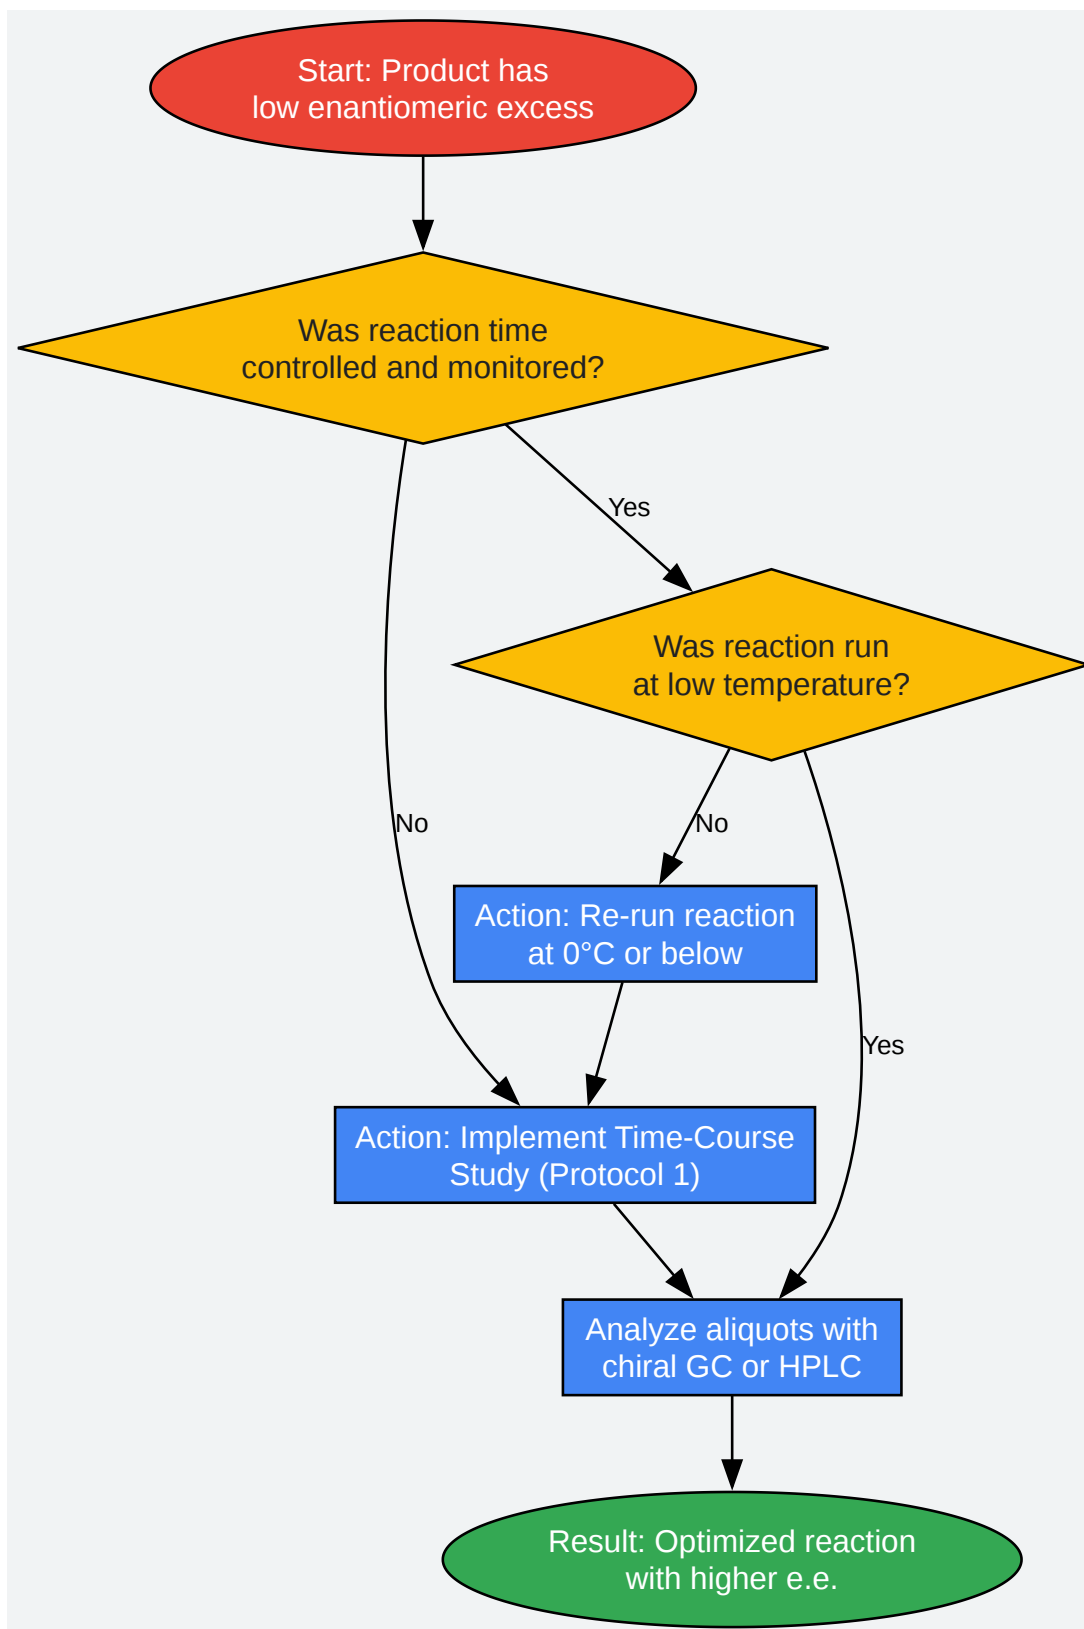 Start: Product has
low enantiomeric excess
Was reaction time
controlled and monitored?
Yes
Was reaction run
at low temperature?
No
No
Action: Re-run reaction
at 0°C or below
Yes
Action: Implement Time-Course
Study (Protocol 1)
Analyze aliquots with
chiral GC or HPLC
Result: Optimized reaction
with higher e.e.